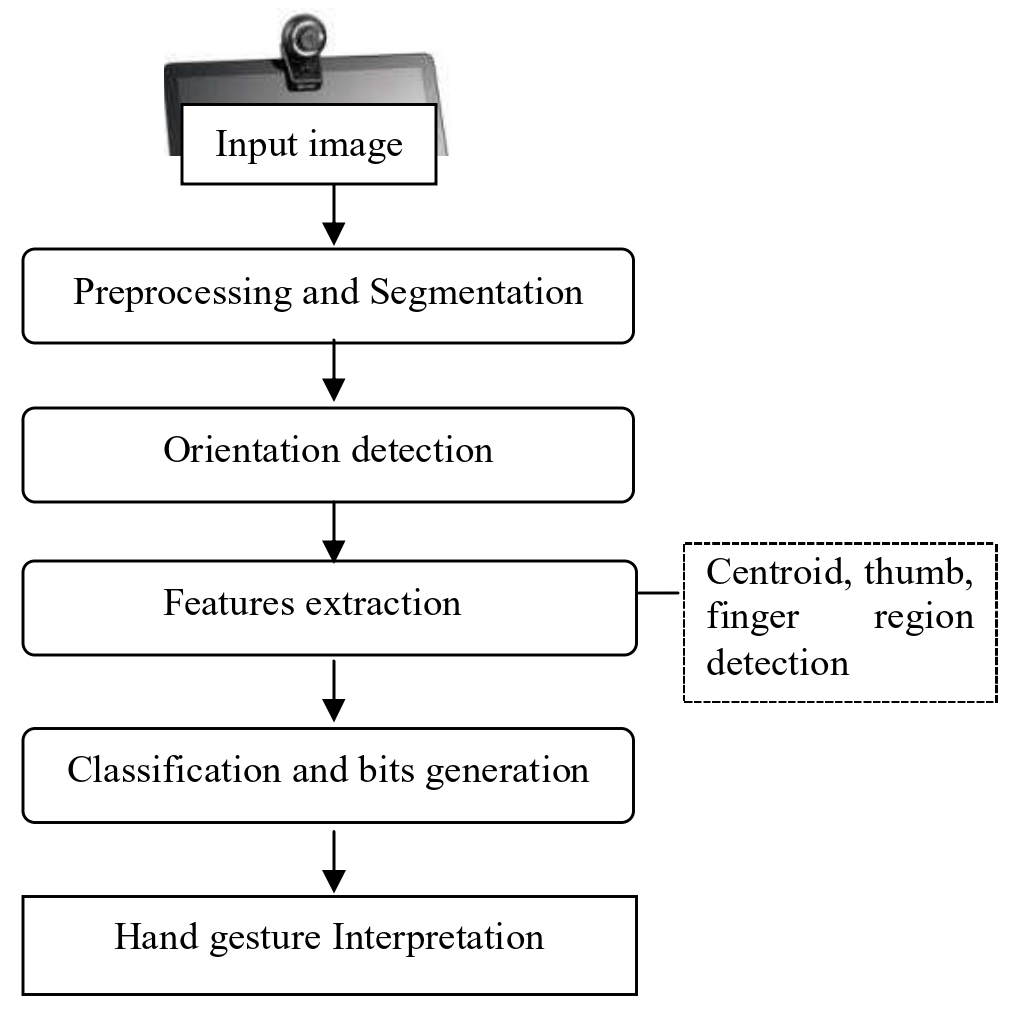 Input image
Preprocessing and Segmentation
Orientation detection
Features extraction
Centroid, thumb,
finger region
detection
Classification and bits generation
Hand gesture Interpretation